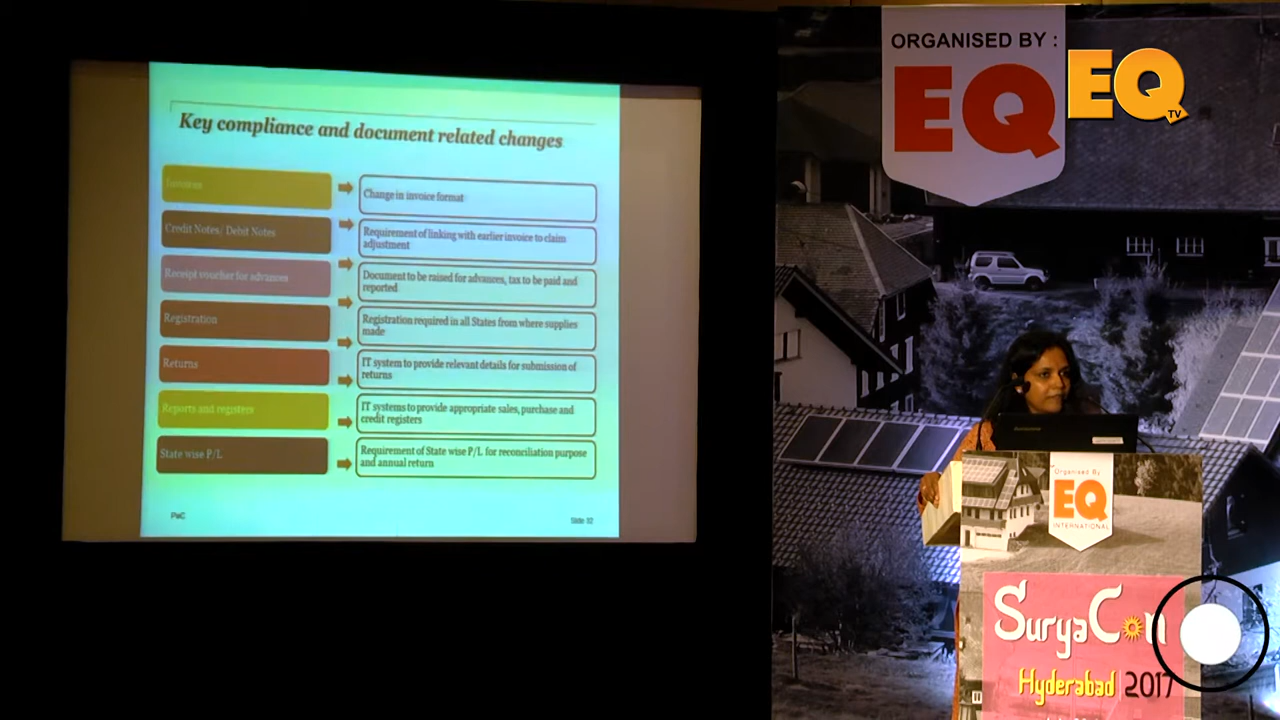 Key compliance and document related changes
Invoices
Change in invoice format
Credit Notes/ Debit Notes
Requirement of linking with earlier invoice to claim
adjustment
Receipt voucher for advances
Document to be raised for advances, tax to be paid and
reported
Registration
Registration required in all States from where supplies
made
Returns
IT system to provide relevant details for submission of
returns
Reports and registers
IT systems to provide appropriate sales, purchase and
credit registers
State wise P/L
Requirement of State wise P/L for reconciliation purpose
and annual return
PwC
Slide 32
ORGANISED BY :
EQ
EQ
TV
Organised By
EQ
INTERNATIONAL
SuryaCon
Hyderabad 2017